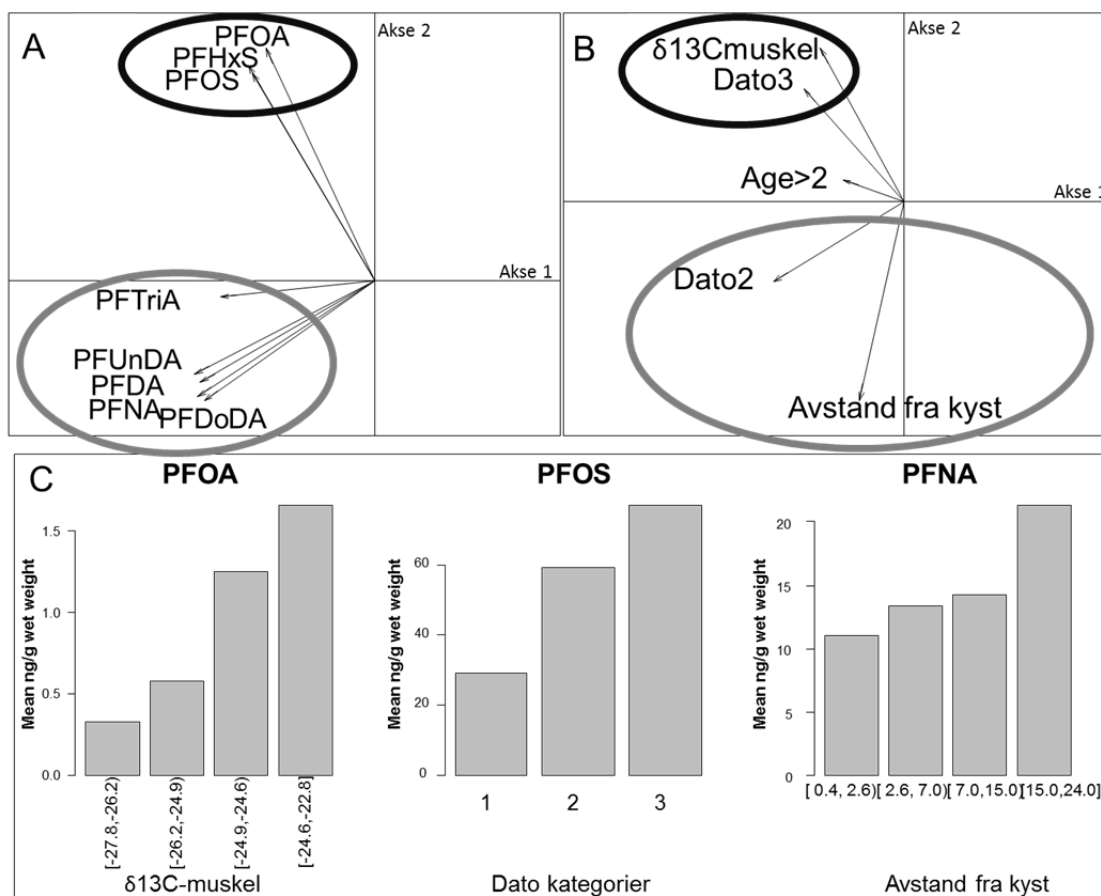 A
Akse 2
PFOA
PFHxS
PFOS
Akse 1
PFTriA
PFUnDA
PFDA
PFNA
PFDoDA
B
Akse 2
δ13Cmuskel
Dato3
Age>2
Akse 1
Dato2
Avstand fra kyst
C
PFOA
Mean ng/g wet weight
1.5
1.0
0.5
0.0
[-27.8,-26.2)
[-26.2,-24.9)
[-24.9,-24.6)
[-24.6,-22.8]
δ13C-muskel
PFOS
Mean ng/g wet weight
60
40
20
0
1 2 3
Dato kategorier
PFNA
Mean ng/g wet weight
20
15
10
5
0
[ 0.4, 2.6) [ 2.6, 7.0) [ 7.0,15.0) [15.0,24.0]
Avstand fra kyst